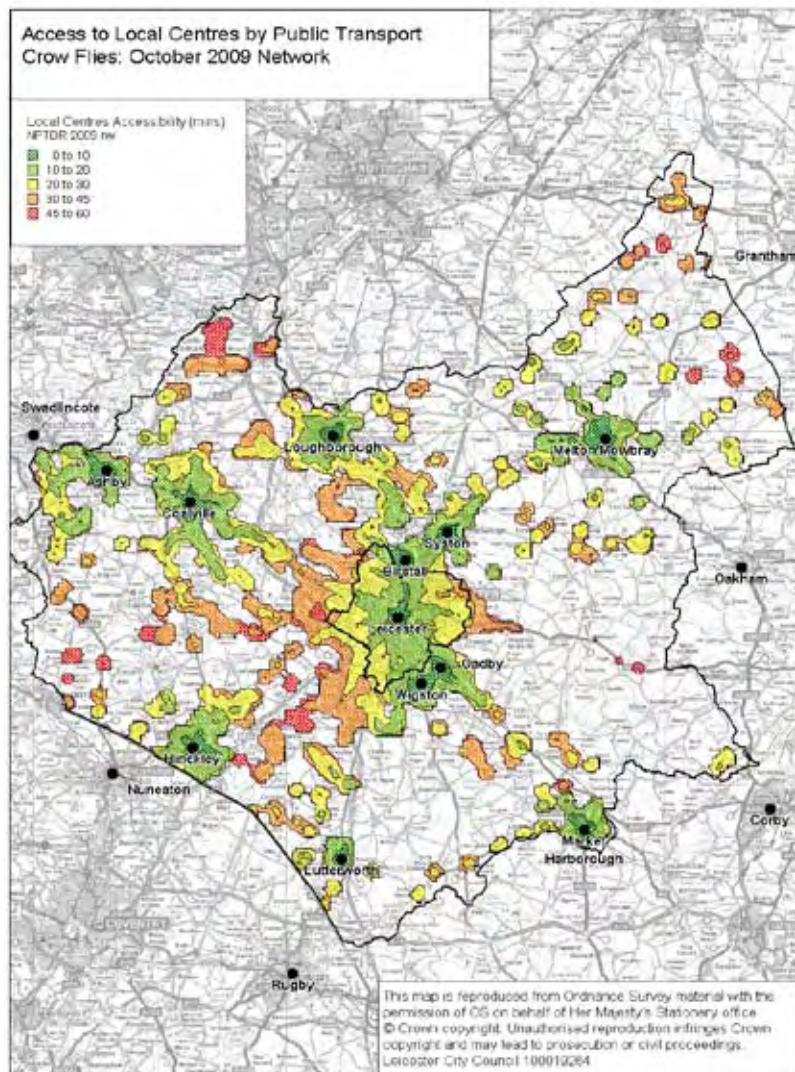 Access to Local Centres by Public Transport
Crow Flies: October 2009 Network
Local Centres Accessibility (mins)
NPTDR 2009 nw
0 to 10
10 to 20
20 to 30
30 to 45
45 to 60
Grantham
Swadlincote
Loughborough
Melton Mowbray
Ashby
Coalville
Syston
Birstall
Oakham
Leicester
Oadby
Wigston
Hinckley
Nuneaton
Corby
Market
Harborough
Lutterworth
Rugby
This map is reproduced from Ordnance Survey material with the
permission of OS on behalf of Her Majesty's Stationery office.
© Crown copyright. Unauthorised reproduction infringes Crown
copyright and may lead to prosecution or civil proceedings.
Leicester City Council 100019264